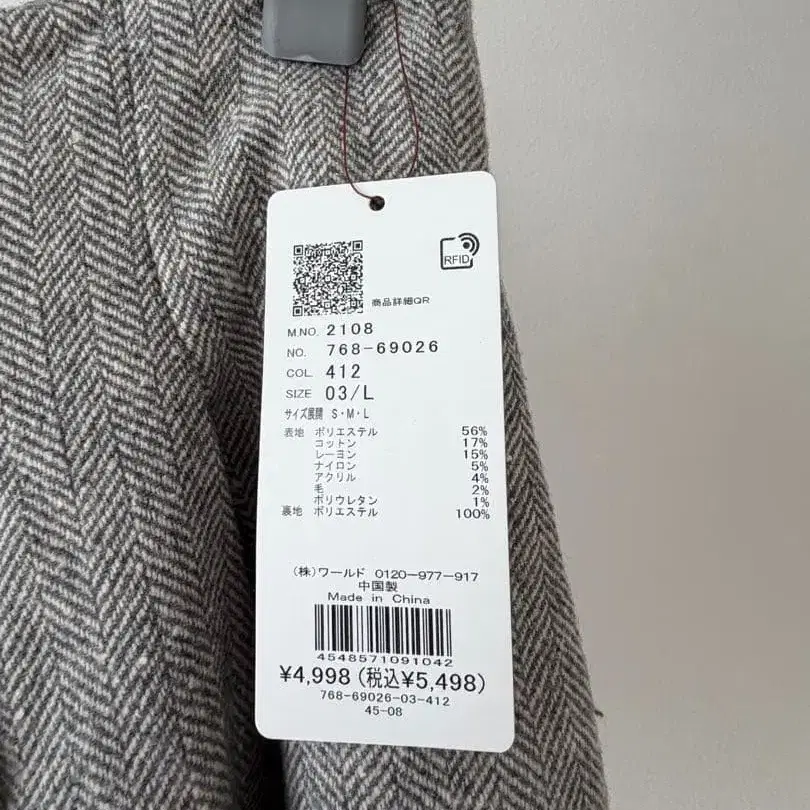 RFID
商品詳細QR
M.NO. 2108
NO. 768-69026
COL. 412
SIZE 03/L
サイズ展開 S・M・L
表地 ポリエステル 56%
コットン 17%
レーヨン 15%
ナイロン 5%
アクリル 4%
毛 2%
ポリウレタン 1%
裏地 ポリエステル 100%
(株)ワールド 0120-977-917
中国製
Made in China
4548571091042
¥4,998(税込¥5,498)
768-69026-03-412
45-08